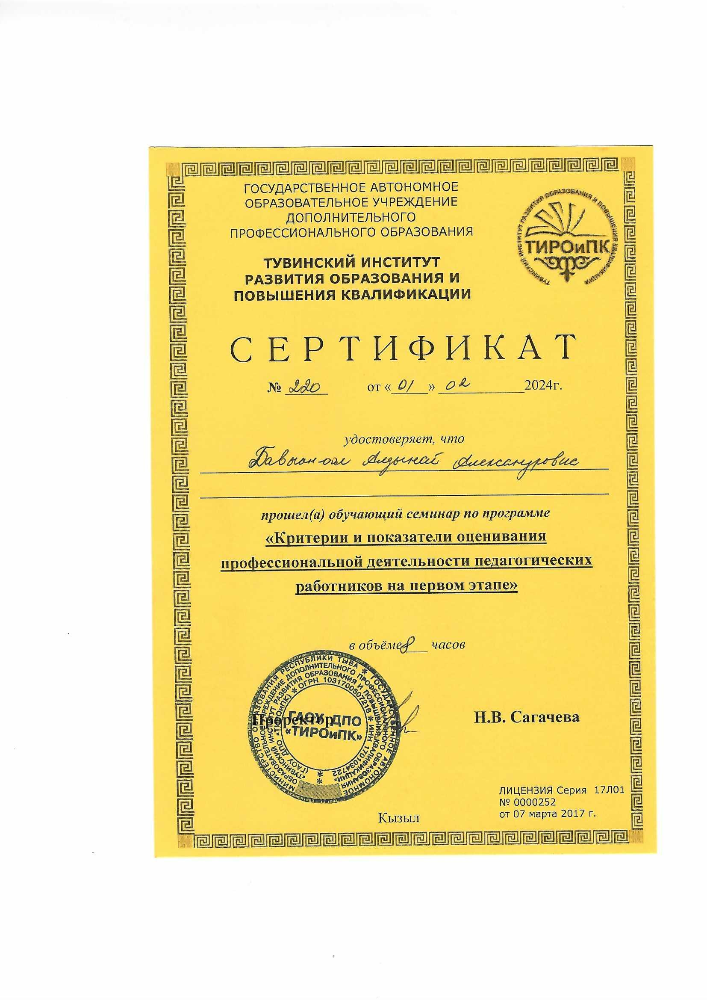 ГОСУДАРСТВЕННОЕ АВТОНОМНОЕ
ОБРАЗОВАТЕЛЬНОЕ УЧРЕЖДЕНИЕ
ДОПОЛНИТЕЛЬНОГО
ПРОФЕССИОНАЛЬНОГО ОБРАЗОВАНИЯ
ТУВИНСКИЙ ИНСТИТУТ РАЗВИТИЯ ОБРАЗОВАНИЯ И ПОВЫШЕНИЯ КВАЛИФИКАЦИИ
ТИРОиПК
ТУВИНСКИЙ ИНСТИТУТ
РАЗВИТИЯ ОБРАЗОВАНИЯ И
ПОВЫШЕНИЯ КВАЛИФИКАЦИИ
СЕРТИФИКАТ
№ 220 от «01» 02 2024г.
удостоверяет, что
Алдынай Александровна
прошел(а) обучающий семинар по программе
«Критерии и показатели оценивания
профессиональной деятельности педагогических
работников на первом этапе»
в объёме 8 часов
МИНИСТЕРСТВО ОБРАЗОВАНИЯ РЕСПУБЛИКИ ТЫВА * ГОСУДАРСТВЕННОЕ АВТОНОМНОЕ
ОБРАЗОВАТЕЛЬНОЕ УЧРЕЖДЕНИЕ ДОПОЛНИТЕЛЬНОГО ПРОФЕССИОНАЛЬНОГО ОБРАЗОВАНИЯ
"ТУВИНСКИЙ ИНСТИТУТ РАЗВИТИЯ ОБРАЗОВАНИЯ И ПОВЫШЕНИЯ КВАЛИФИКАЦИИ"
(ГАОУ ДПО "ТИРОиПК) * ОГРН 1031700507216 * ИНН 1701034722
ГАОУ ДПО
«ТИРОиПК»
Проректор Н.В. Сагачева
ЛИЦЕНЗИЯ Серия 17Л01
№ 0000252
от 07 марта 2017 г.
Кызыл